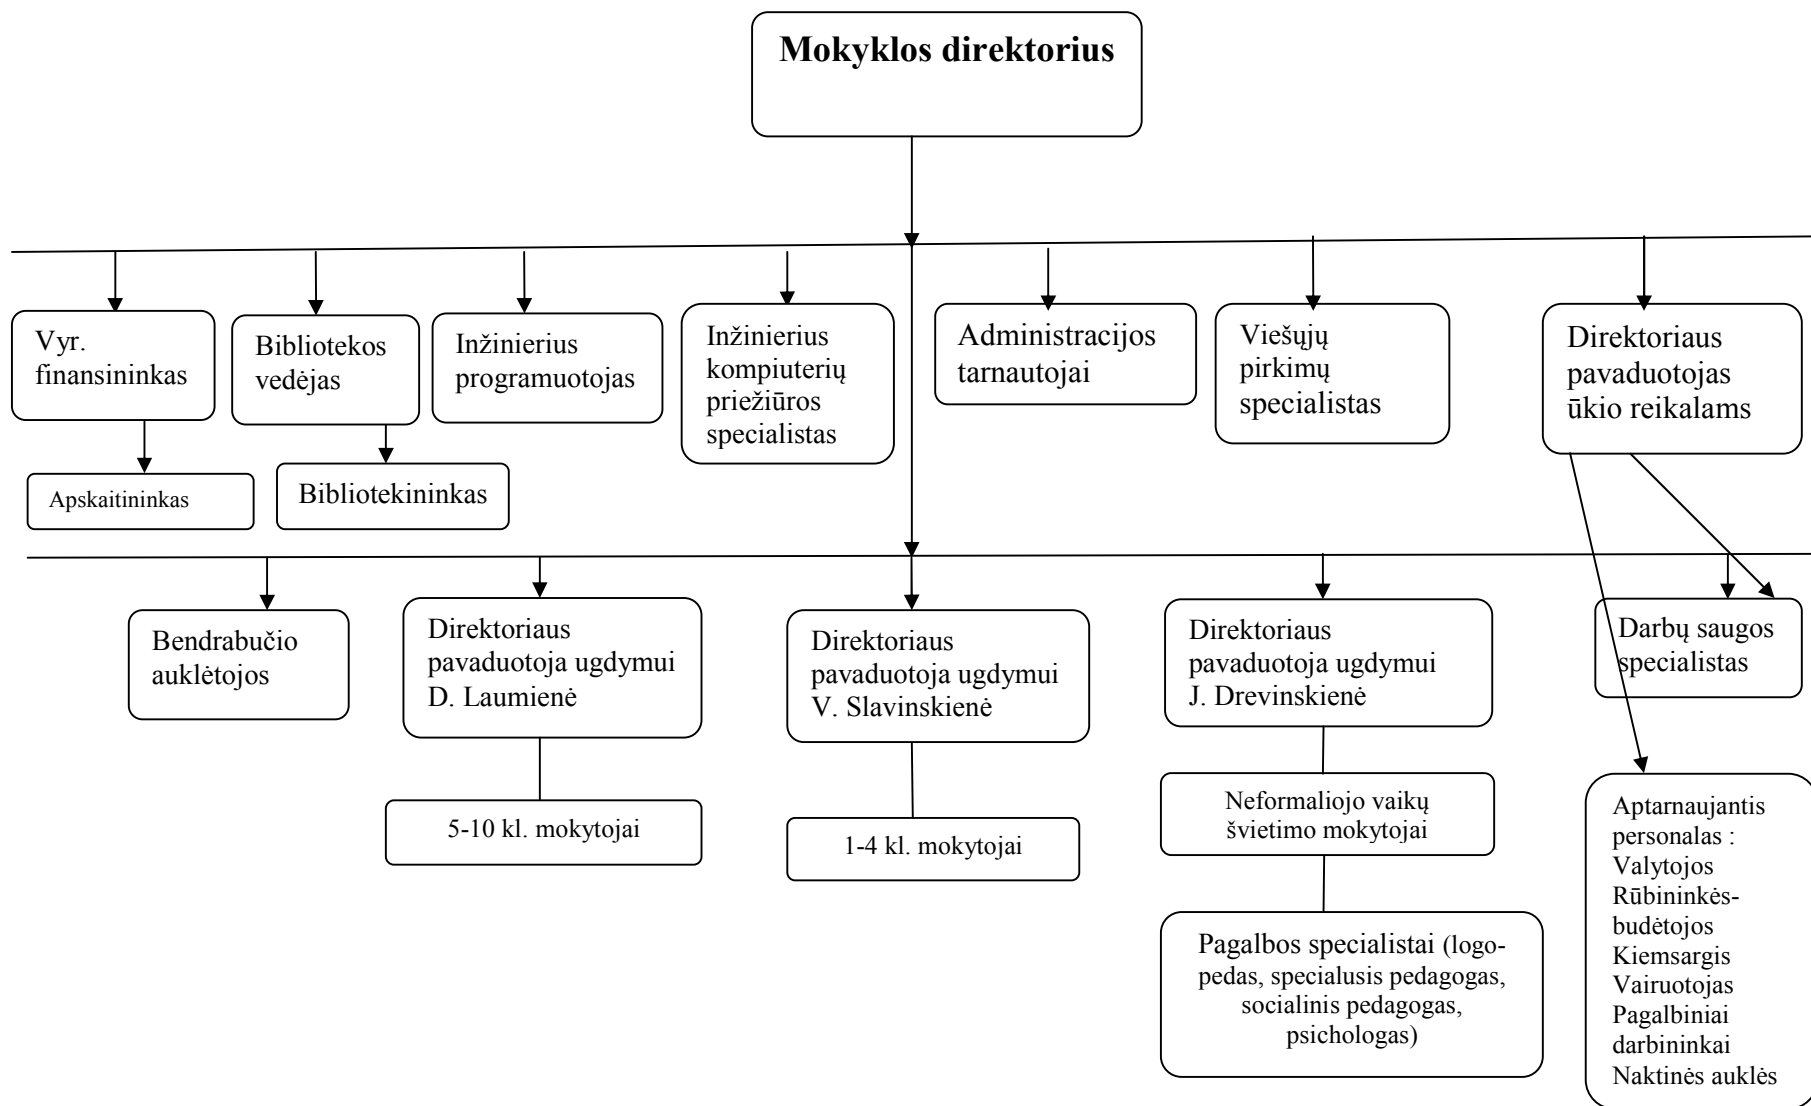 Mokyklos direktorius
Vyr.
finansininkas
Bibliotekos
vedėjas
Inžinierius
programuotojas
Inžinierius
kompiuterių
priežiūros
specialistas
Administracijos
tarnautojai
Viešųjų
pirkimų
specialistas
Direktoriaus
pavaduotojas
ūkio reikalams
Apskaitininkas
Bibliotekininkas
Bendrabučio
auklėtojos
Direktoriaus
pavaduotoja ugdymui
D. Laumienė
Direktoriaus
pavaduotoja ugdymui
V. Slavinskienė
Direktoriaus
pavaduotoja ugdymui
J. Drevinskienė
Darbų saugos
specialistas
5-10 kl. mokytojai
1-4 kl. mokytojai
Neformaliojo vaikų
švietimo mokytojai
Pagalbos specialistai (logo-
pedas, specialusis pedagogas,
socialinis pedagogas,
psichologas)
Aptarnaujantis
personalas :
Valytojos
Rūbininkės-
budėtojos
Kiemsargis
Vairuotojas
Pagalbiniai
darbininkai
Naktinės auklės